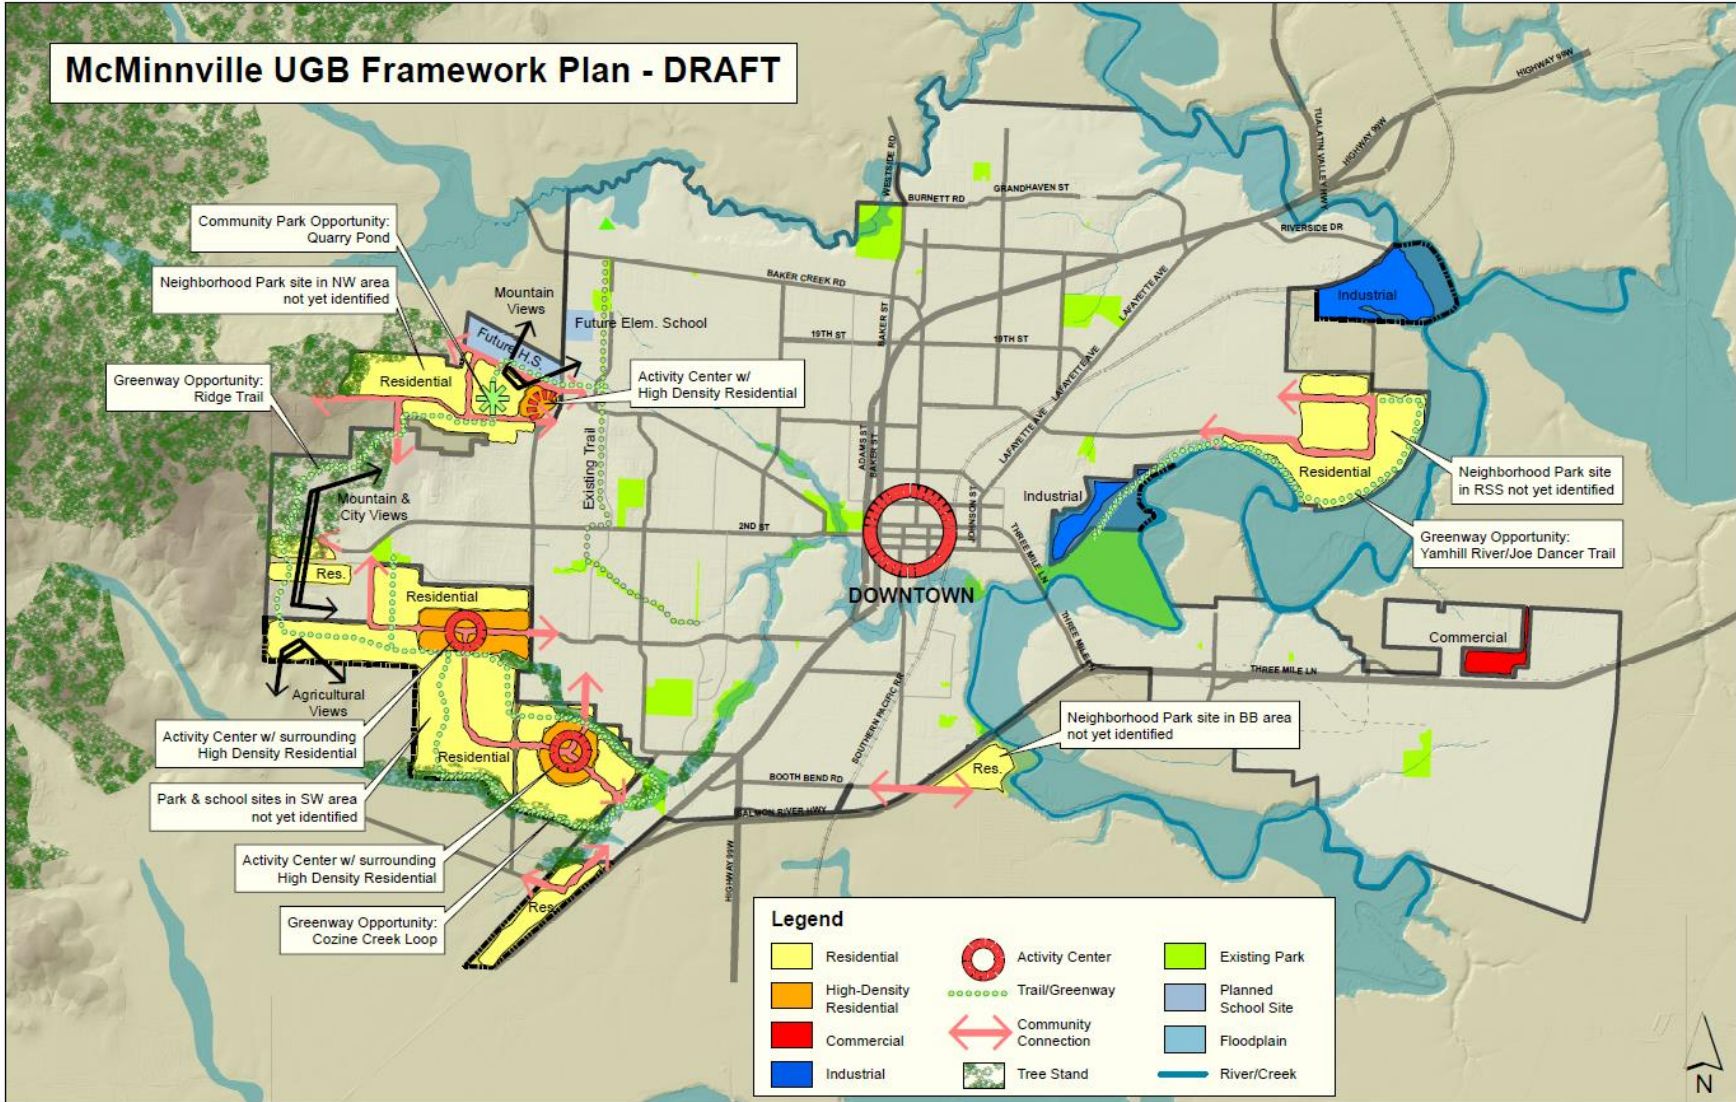 McMinnville UGB Framework Plan - DRAFT
HIGHWAY 99W
TUALATIN VALLEY HWY
HIGHWAY 99W
WESTSIDE RD
BURNETT RD
GRANDHAVEN ST
RIVERSIDE DR
Community Park Opportunity:
Quarry Pond
Neighborhood Park site in NW area
not yet identified
BAKER CREEK RD
LAFAYETTE AVE
Mountain
Views
Industrial
Future Elem. School
Future H.S.
BAKER ST
19TH ST
19TH ST
Greenway Opportunity:
Ridge Trail
Residential
Activity Center w/
High Density Residential
LAFAYETTE AVE
LAFAYETTE AVE
ADAMS ST
BAKER ST
Existing Trail
Residential
Neighborhood Park site
in RSS not yet identified
Mountain &
City Views
Industrial
JOHNSON ST
2ND ST
THREE MILE LN
Greenway Opportunity:
Yamhill River/Joe Dancer Trail
Res.
Residential
DOWNTOWN
THREE MILE LN
Commercial
THREE MILE LN
Agricultural
Views
SOUTHERN PACIFIC RR
Neighborhood Park site in BB area
not yet identified
Activity Center w/ surrounding
High Density Residential
Residential
Res.
BOOTH BEND RD
Park & school sites in SW area
not yet identified
SALMON RIVER HWY
HIGHWAY 99W
Activity Center w/ surrounding
High Density Residential
Res.
Greenway Opportunity:
Cozine Creek Loop
Legend
Residential
High-Density
Residential
Commercial
Industrial
Activity Center
Trail/Greenway
Community
Connection
Tree Stand
Existing Park
Planned
School Site
Floodplain
River/Creek
N